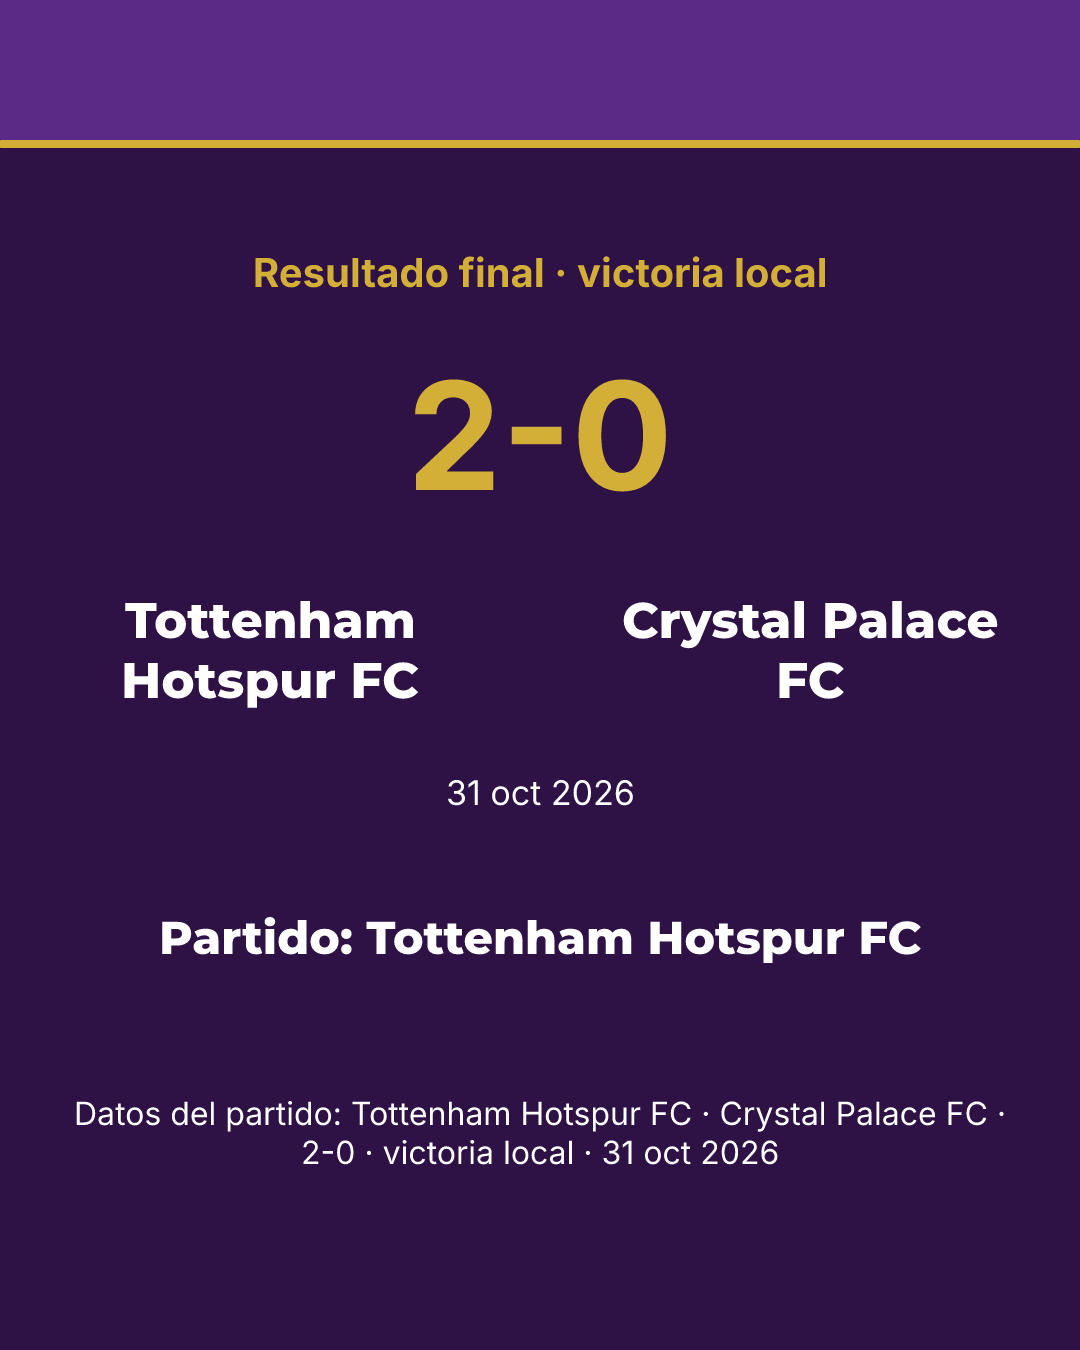 Resultado final · victoria local
2-0
Tottenham
Hotspur FC
Crystal Palace
FC
31 oct 2026
Partido: Tottenham Hotspur FC
Datos del partido: Tottenham Hotspur FC · Crystal Palace FC ·
2-0 · victoria local · 31 oct 2026